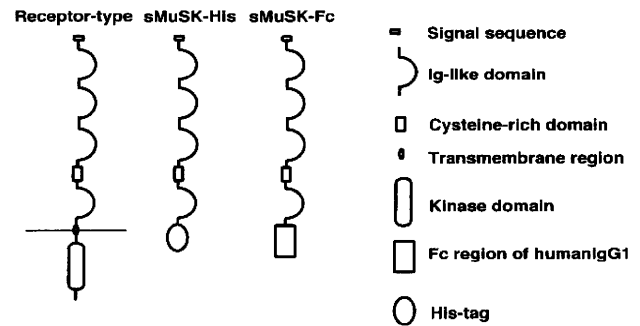 Receptor-type sMuSK-His sMuSK-Fc
Signal sequence
Ig-like domain
Cysteine-rich domain
Transmembrane region
Kinase domain
Fc region of humanIgG1
His-tag